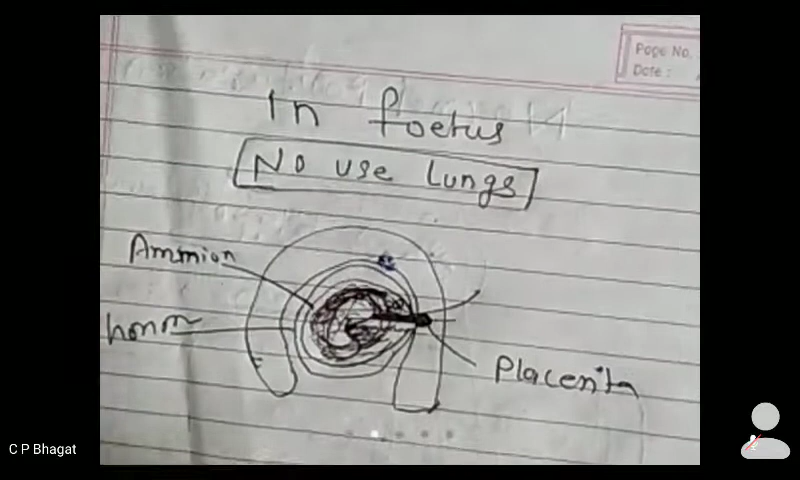 Page No.
Date :
In foetus
No use Lungs
Ammion
Placenta
C P Bhagat